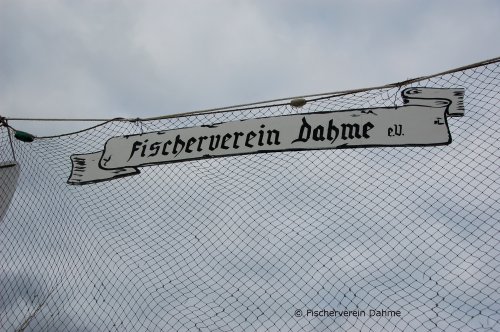 Fischerverein Dahme e.V.
© Fischerverein Dahme